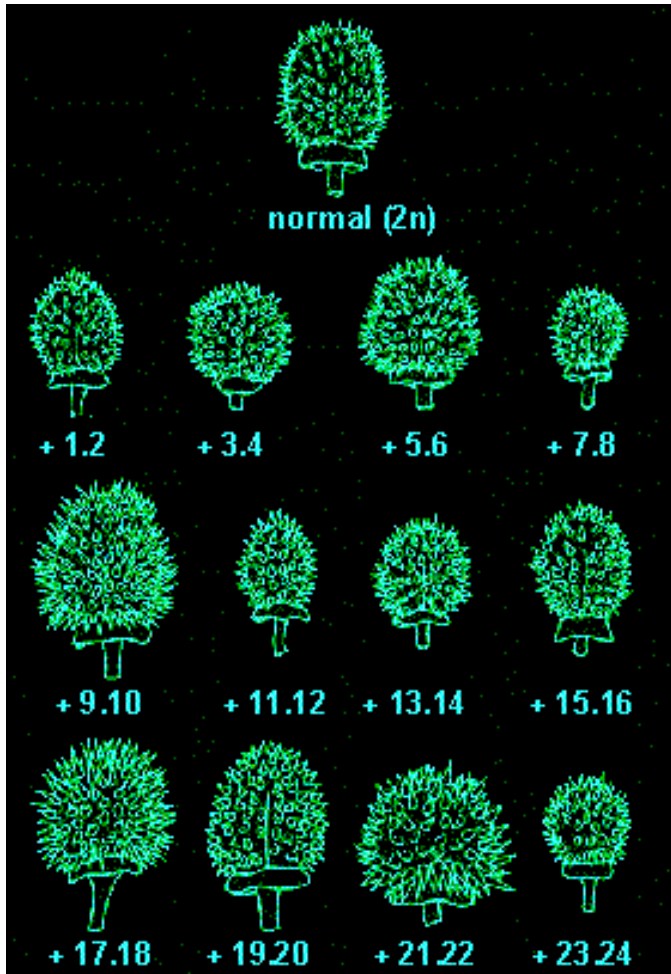 normal (2n)
+ 1.2 + 3.4 + 5.6 + 7.8
+ 9.10 + 11.12 + 13.14 + 15.16
+ 17.18 + 19.20 + 21.22 + 23.24